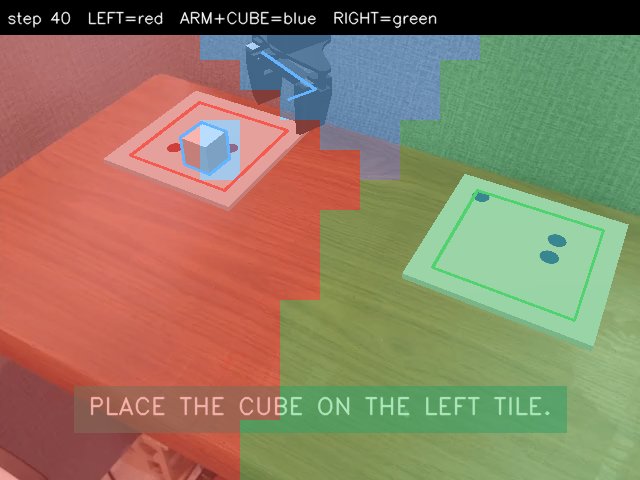 step 40 LEFT=red ARM+CUBE=blue RIGHT=green
PLACE THE CUBE ON THE LEFT TILE.